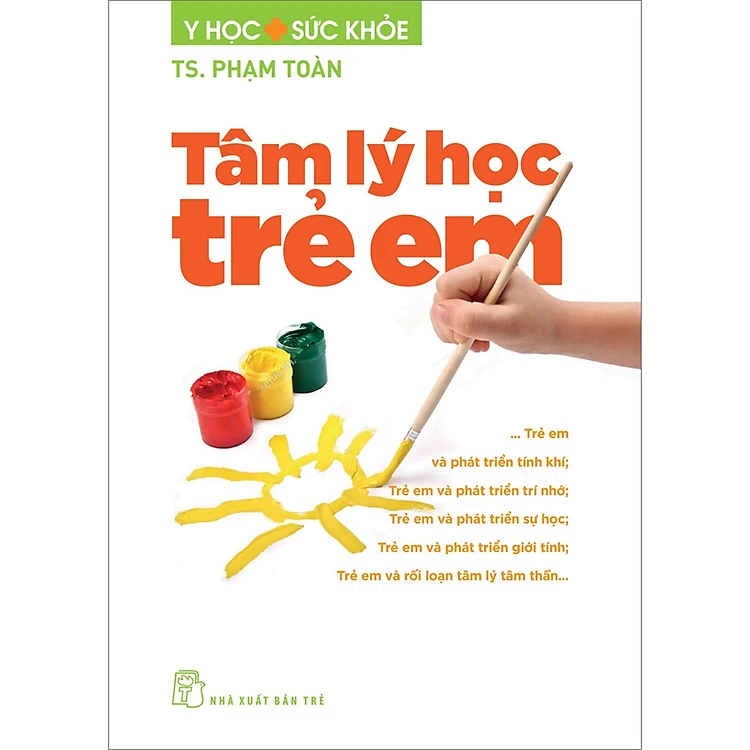 Y HỌC + SỨC KHỎE
TS. PHẠM TOÀN
Tâm lý học
trẻ em
... Trẻ em
và phát triển tính khí;
Trẻ em và phát triển trí nhớ;
Trẻ em và phát triển sự học;
Trẻ em và phát triển giới tính;
Trẻ em và rối loạn tâm lý tâm thần...
NHÀ XUẤT BẢN TRẺ